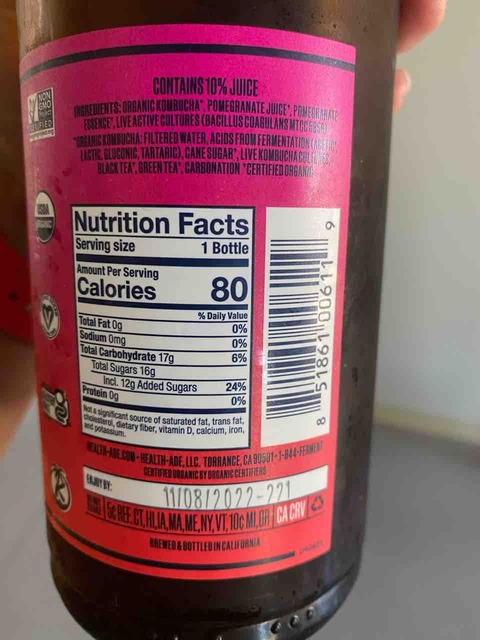 CONTAINS 10% JUICE
INGREDIENTS: ORGANIC KOMBUCHA*, POMEGRANATE JUICE*, POMEGRANATE
ESSENCE*, LIVE ACTIVE CULTURES (BACILLUS COAGULANS MTCC
*ORGANIC KOMBUCHA: FILTERED WATER, ACIDS FROM FERMENTATION
LACTIC, GLUCONIC, TARTARIC), CANE SUGAR*, LIVE KOMBUCHA CULTURES,
BLACK TEA*, GREEN TEA*, CARBONATION *CERTIFIED ORGANIC
NON
GMO
USDA
ORGANIC
Nutrition Facts
Serving size 1 Bottle
Amount Per Serving
Calories 80
% Daily Value
Total Fat 0g 0%
Sodium 0mg 0%
Total Carbohydrate 17g 6%
Total Sugars 16g
Incl. 12g Added Sugars 24%
Protein 0g 0%
Not a significant source of saturated fat, trans fat,
cholesterol, dietary fiber, vitamin D, calcium, iron,
and potassium.
8 51861 00611 9
HEALTH-ADE.COM • HEALTH-ADE, LLC. TORRANCE, CA 90501 • 1-844-FERMENT
CERTIFIED ORGANIC BY ORGANIC CERTIFIERS
ENJOY BY:
11/08/2022-221
5¢ REF. CT, HI, IA, MA, ME, NY, VT, 10¢ MI, OR CA CRV
BREWED & BOTTLED IN CALIFORNIA